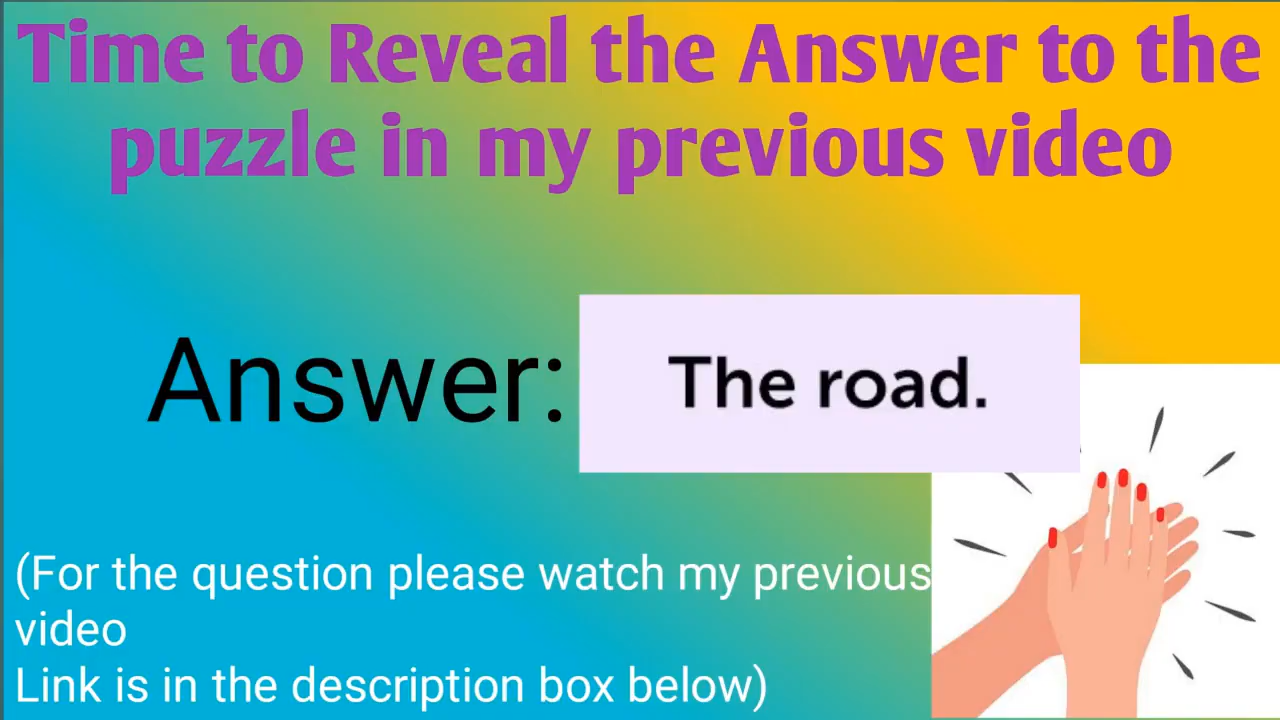 Time to Reveal the Answer to the
puzzle in my previous video
Answer: The road.
(For the question please watch my previous
video
Link is in the description box below)